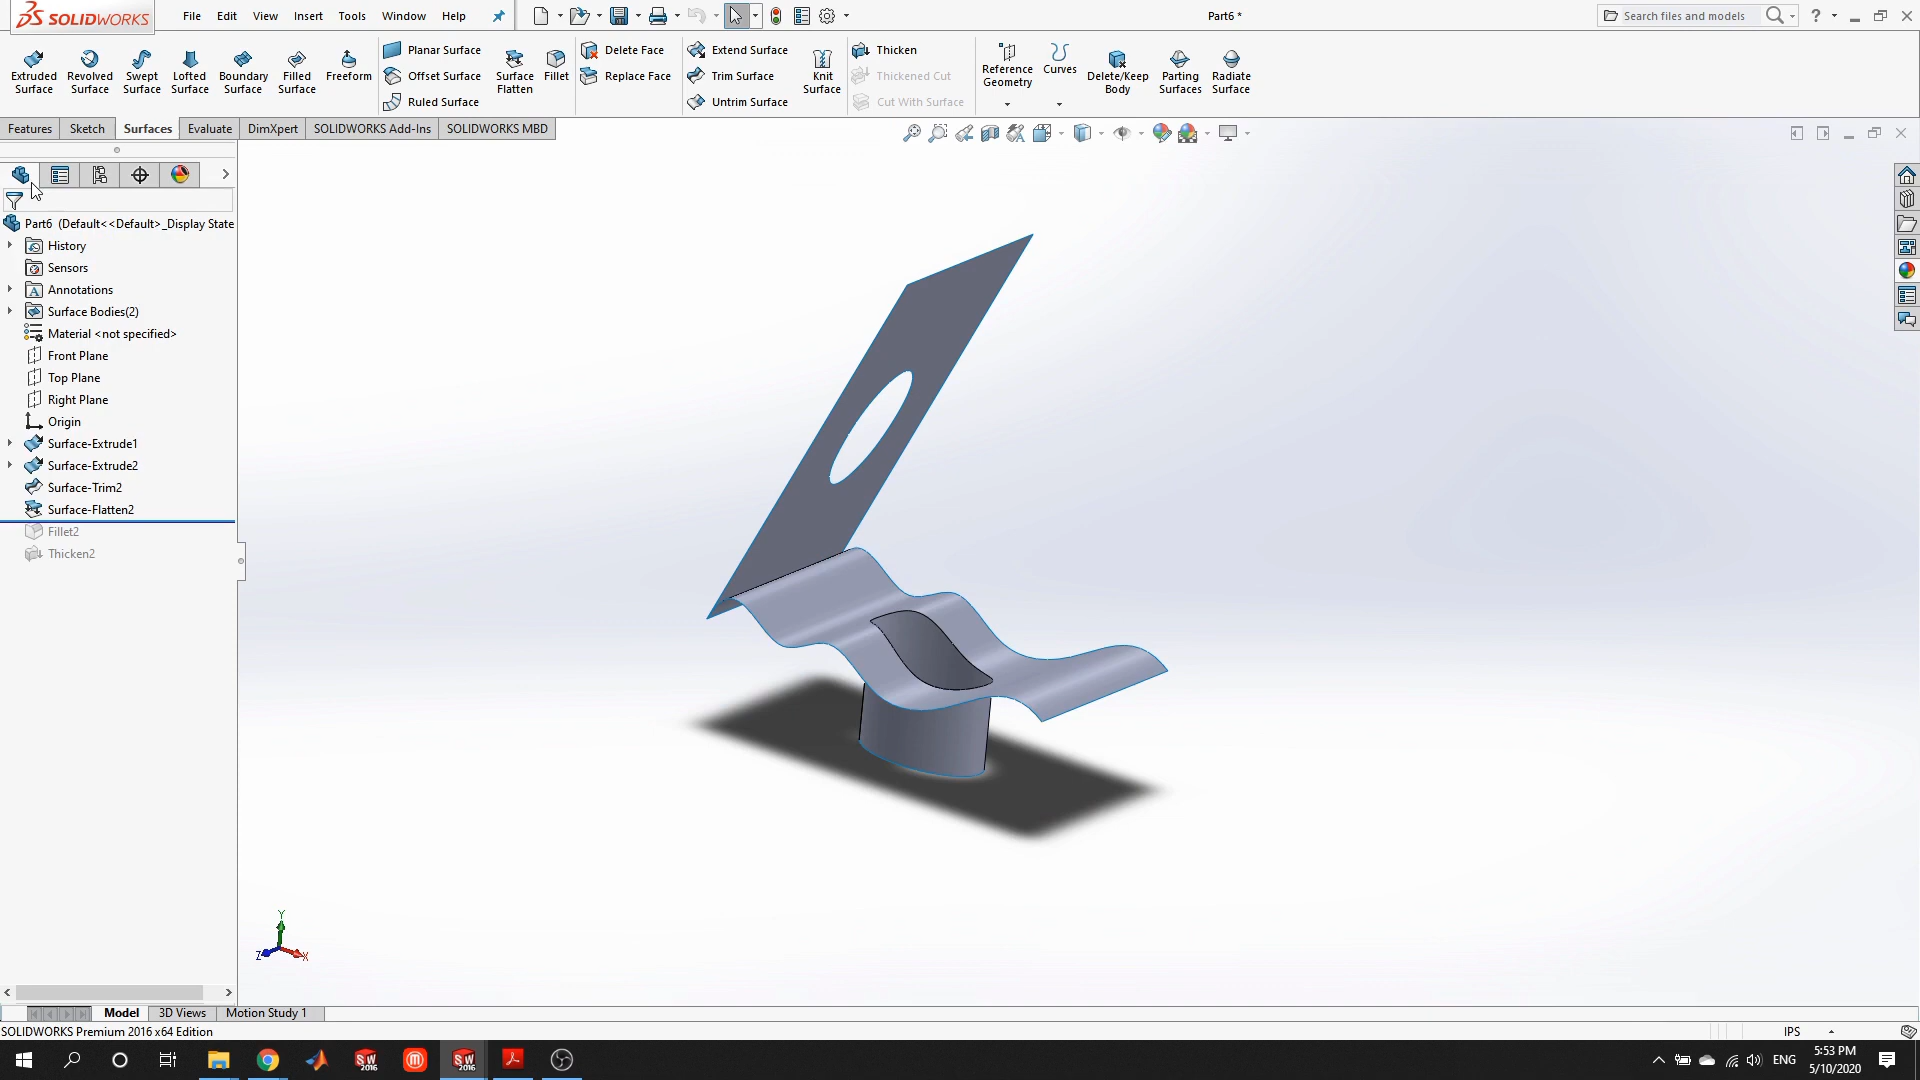 SOLIDWORKS File Edit View Insert Tools Window Help Part6 * Search files and models ?
Extruded Surface
Revolved Surface
Swept Surface
Lofted Surface
Boundary Surface
Filled Surface
Freeform
Planar Surface
Offset Surface
Ruled Surface
Surface Flatten
Fillet
Delete Face
Replace Face
Extend Surface
Trim Surface
Untrim Surface
Knit Surface
Thicken
Thickened Cut
Cut With Surface
Reference Geometry
Curves
Delete/Keep Body
Parting Surfaces
Radiate Surface
Features Sketch Surfaces Evaluate DimXpert SOLIDWORKS Add-Ins SOLIDWORKS MBD
Part6 (Default<<Default>_Display State
History
Sensors
Annotations
Surface Bodies(2)
Material <not specified>
Front Plane
Top Plane
Right Plane
Origin
Surface-Extrude1
Surface-Extrude2
Surface-Trim2
Surface-Flatten2
Fillet2
Thicken2
Y
Z X
Model 3D Views Motion Study 1
SOLIDWORKS Premium 2016 x64 Edition IPS
SW 2016
SW 2016
ENG
5:53 PM
5/10/2020